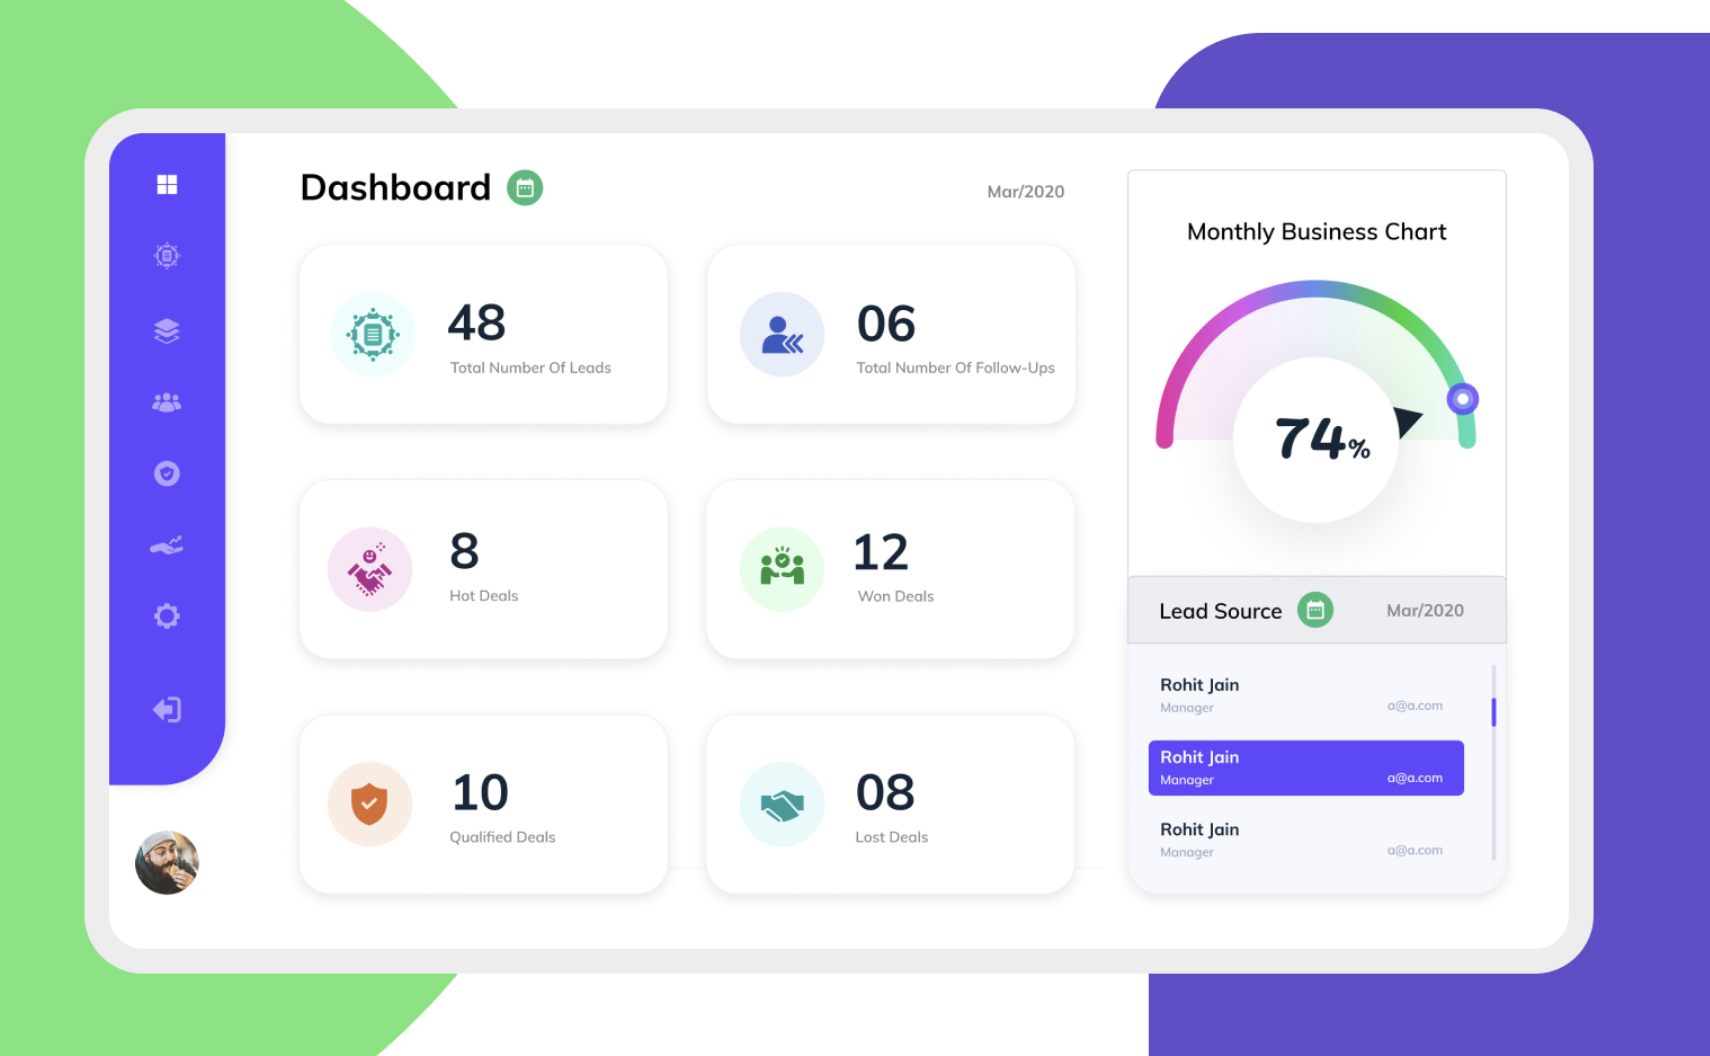 Dashboard
Mar/2020
48
Total Number Of Leads
06
Total Number Of Follow-Ups
8
Hot Deals
12
Won Deals
10
Qualified Deals
08
Lost Deals
Monthly Business Chart
74%
Lead Source
Mar/2020
Rohit Jain
Manager
a@a.com
Rohit Jain
Manager
a@a.com
Rohit Jain
Manager
a@a.com